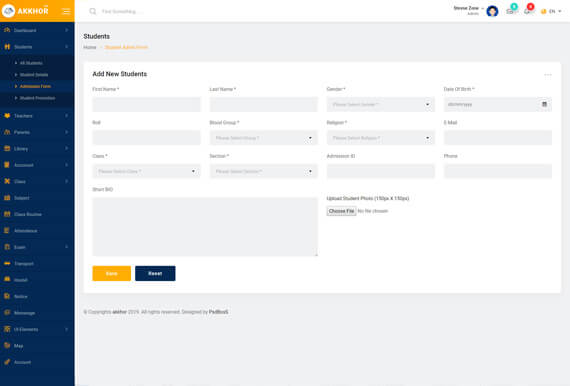 AKKHOR
Find Something . . .
Stevne Zone
Admin
8
8
EN
Dashboard
Students
All Students
Student Details
Admission Form
Student Promotion
Teachers
Parents
Library
Account
Class
Subject
Class Routine
Attendence
Exam
Transport
Hostel
Notice
Messeage
UI Elements
Map
Account
Students
Home
Student Admit Form
Add New Students
First Name *
Last Name *
Gender *
Date Of Birth *
Please Select Gender *
dd/mm/yyyy
Roll
Blood Group *
Religion *
E-Mail
Please Select Group *
Please Select Religion *
Class *
Section *
Admission ID
Phone
Please Select Class *
Please Select Section *
Short BIO
Upload Student Photo (150px X 150px)
Choose File No file chosen
Save
Reset
© Copyrights akkhor 2019. All rights reserved. Designed by PsdBosS